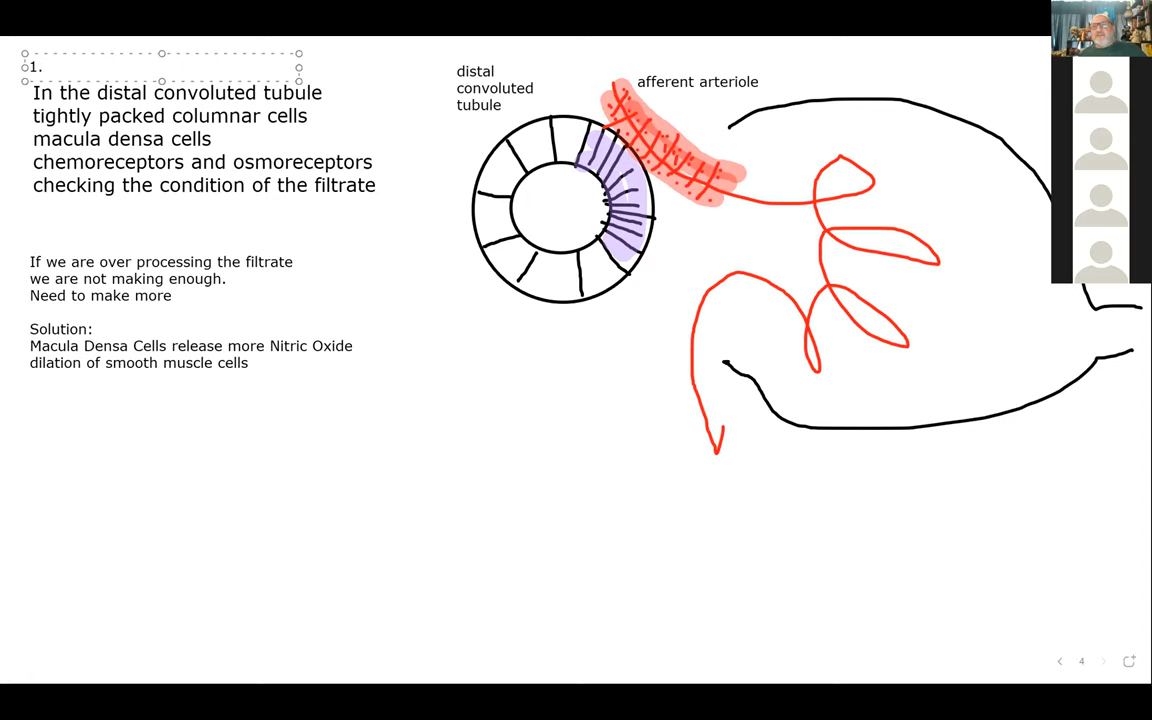 1.
In the distal convoluted tubule
tightly packed columnar cells
macula densa cells
chemoreceptors and osmoreceptors
checking the condition of the filtrate
If we are over processing the filtrate
we are not making enough.
Need to make more
Solution:
Macula Densa Cells release more Nitric Oxide
dilation of smooth muscle cells
distal
convoluted
tubule
afferent arteriole
4